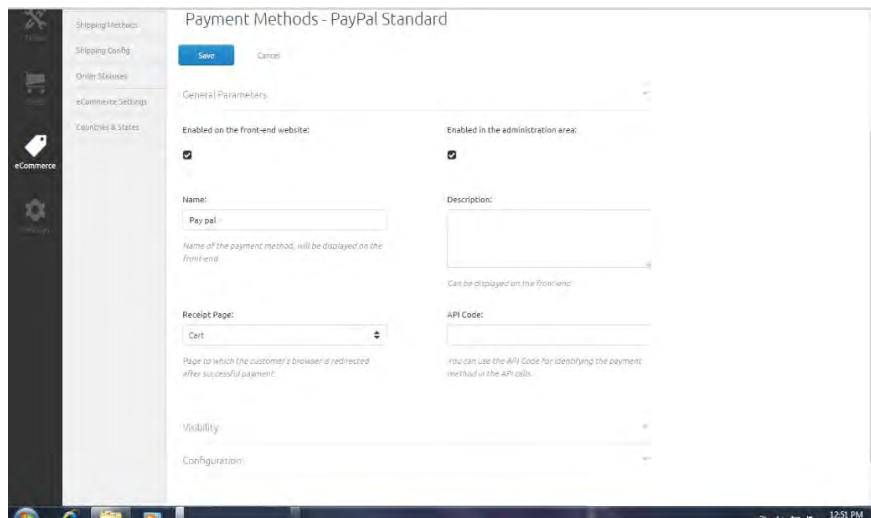 Payment Methods - PayPal Standard
Shipping Methods
Shipping Config
Order Statuses
eCommerce Settings
Countries & States
eCommerce
Save
Cancel
General Parameters
Enabled on the front-end website:
Enabled in the administration area:
Name:
Pay pal
Name of the payment method, will be displayed on the
front-end
Description:
Can be displayed on the front-end
Receipt Page:
Cart
Page to which the customer's browser is redirected
after successful payment.
API Code:
You can use the API Code for identifying the payment
method in the API calls.
Visibility
Configuration
12:51 PM